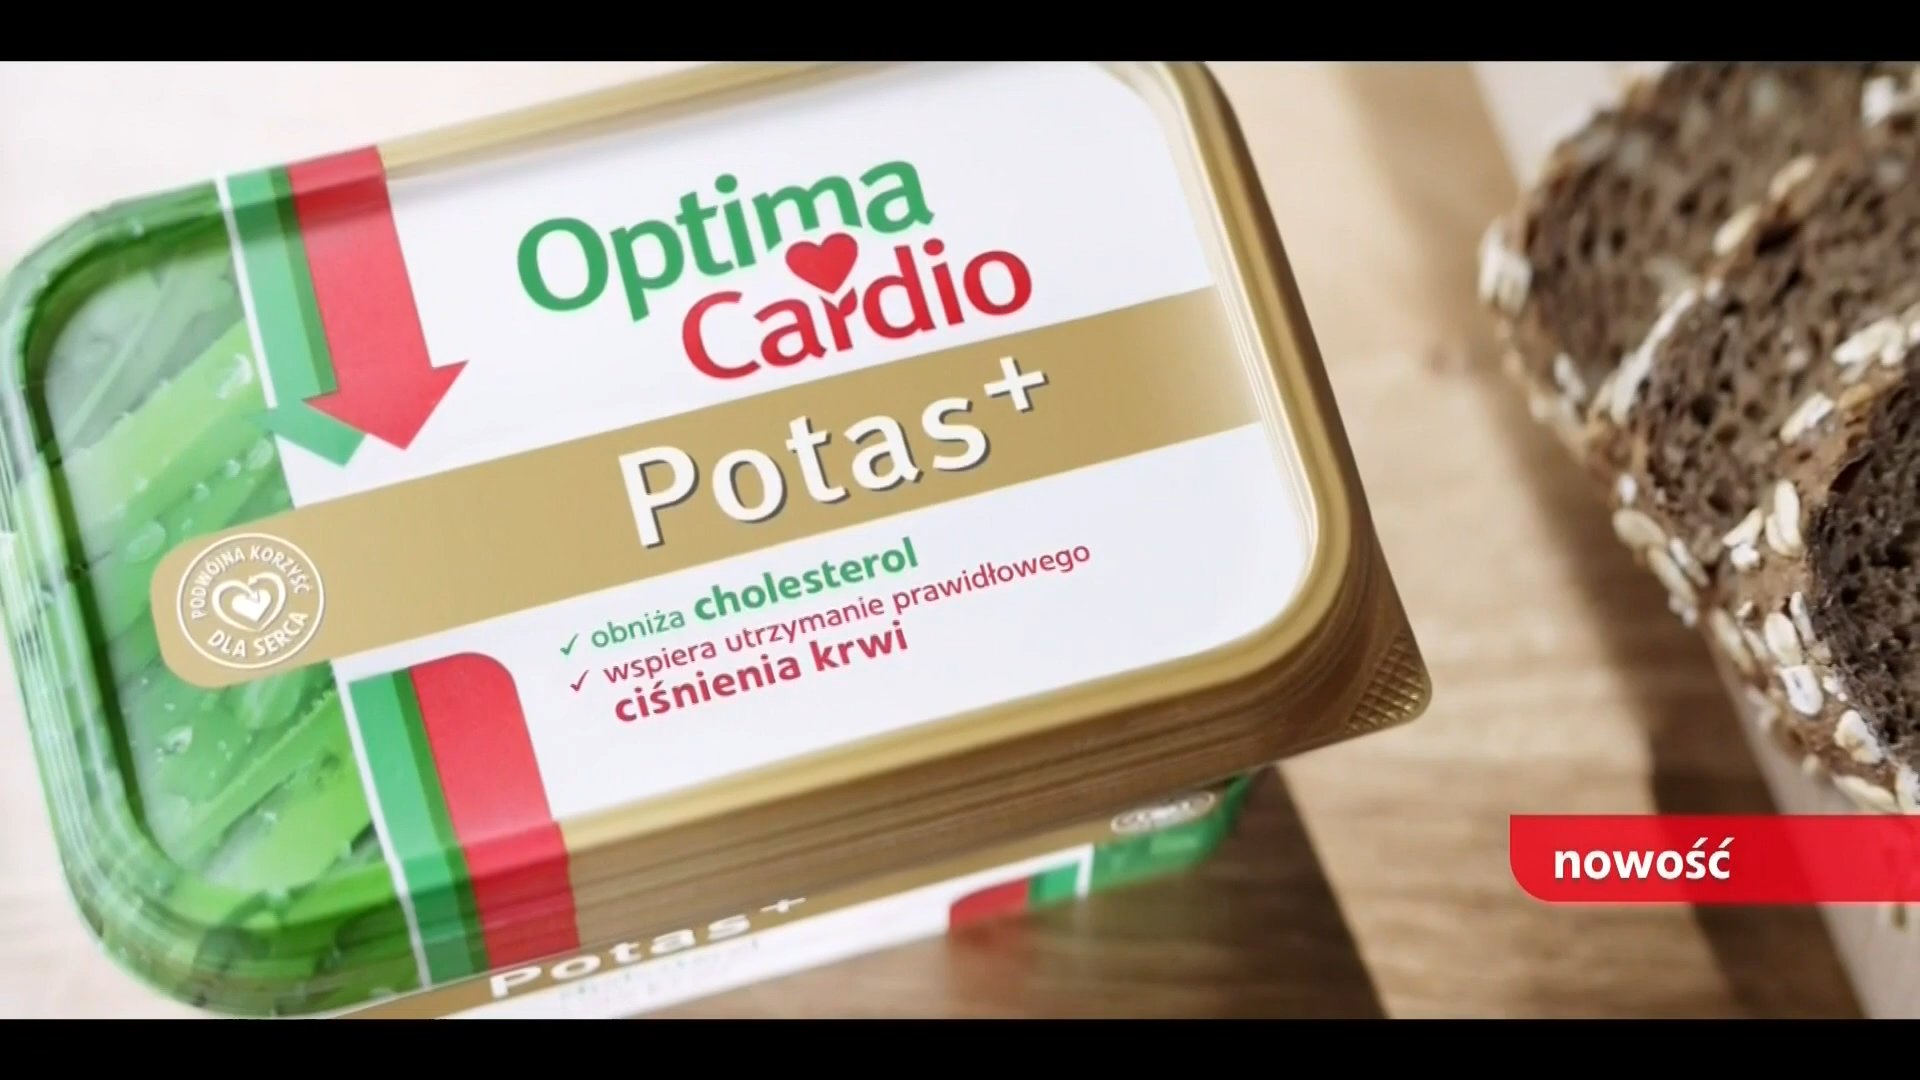 Optima
Cardio
Potas+
PODWÓJNA KORZYŚĆ
DLA SERCA
✓ obniża cholesterol
✓ wspiera utrzymanie prawidłowego
ciśnienia krwi
nowość
Potas+